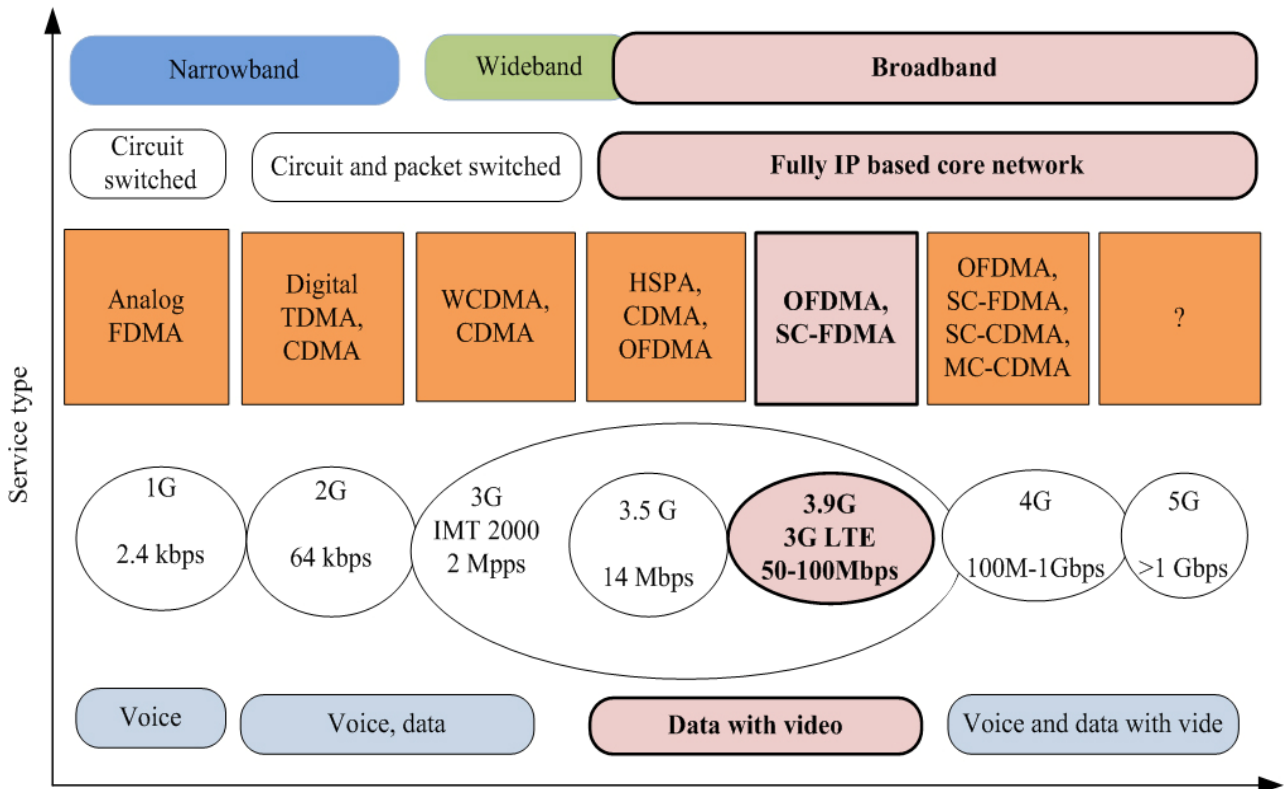 Narrowband
Wideband
Broadband
Circuit
switched
Circuit and packet switched
Fully IP based core network
Analog
FDMA
Digital
TDMA,
CDMA
WCDMA,
CDMA
HSPA,
CDMA,
OFDMA
OFDMA,
SC-FDMA
OFDMA,
SC-FDMA,
SC-CDMA,
MC-CDMA
?
Service type
1G
2.4 kbps
2G
64 kbps
3G
IMT 2000
2 Mpps
3.5 G
14 Mbps
3.9G
3G LTE
50-100Mbps
4G
100M-1Gbps
5G
>1 Gbps
Voice
Voice, data
Data with video
Voice and data with vide